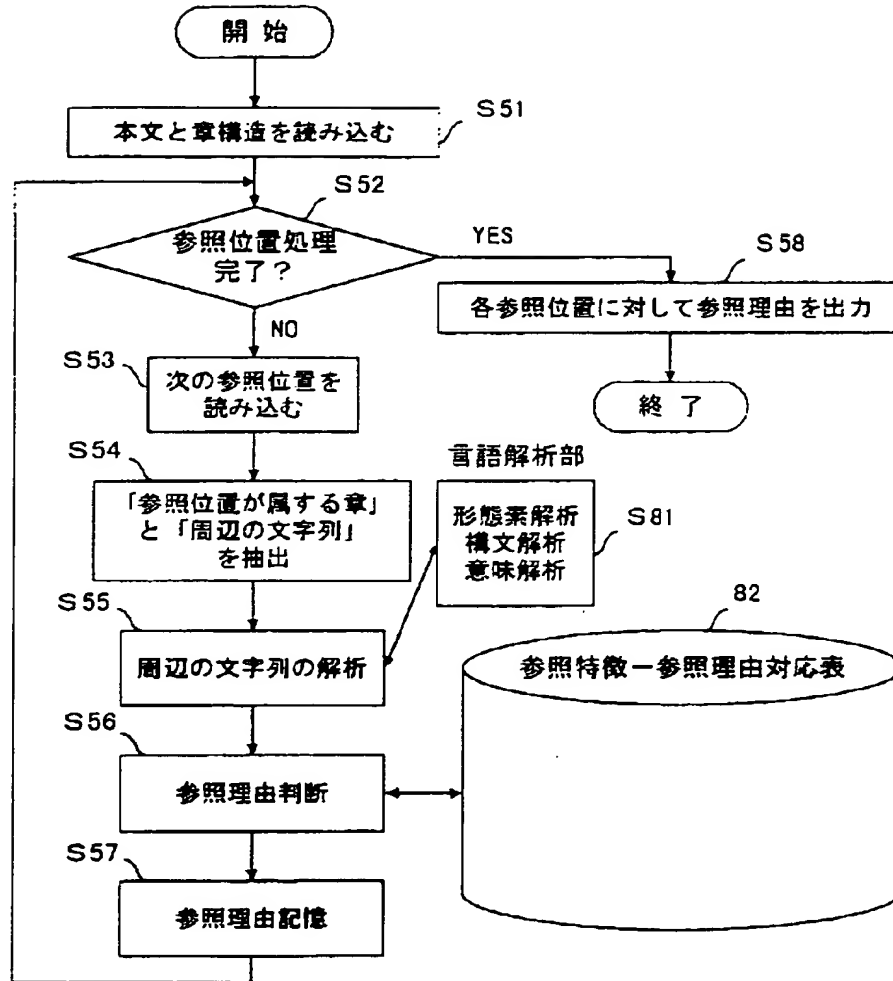 開始
本文と章構造を読み込む
S51
S52
参照位置処理
完了？
YES
NO
S58
各参照位置に対して参照理由を出力
終了
S53
次の参照位置を
読み込む
S54
「参照位置が属する章」
と「周辺の文字列」
を抽出
言語解析部
形態素解析
構文解析
意味解析
S81
S55
周辺の文字列の解析
82
参照特徴－参照理由対応表
S56
参照理由判断
S57
参照理由記憶